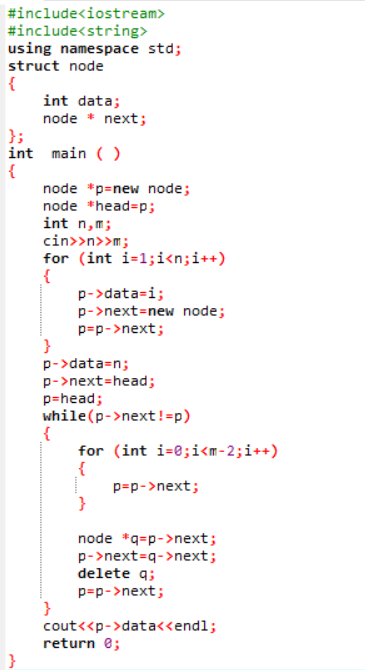 #include<iostream>
#include<string>
using namespace std;
struct node
{
    int data;
    node * next;
};
int  main ( )
{
    node *p=new node;
    node *head=p;
    int n,m;
    cin>>n>>m;
    for (int i=1;i<n;i++)
    {
        p->data=i;
        p->next=new node;
        p=p->next;
    }
    p->data=n;
    p->next=head;
    p=head;
    while(p->next!=p)
    {
        for (int i=0;i<m-2;i++)
        {
            p=p->next;
        }

        node *q=p->next;
        p->next=q->next;
        delete q;
        p=p->next;
    }
    cout<<p->data<<endl;
    return 0;
}